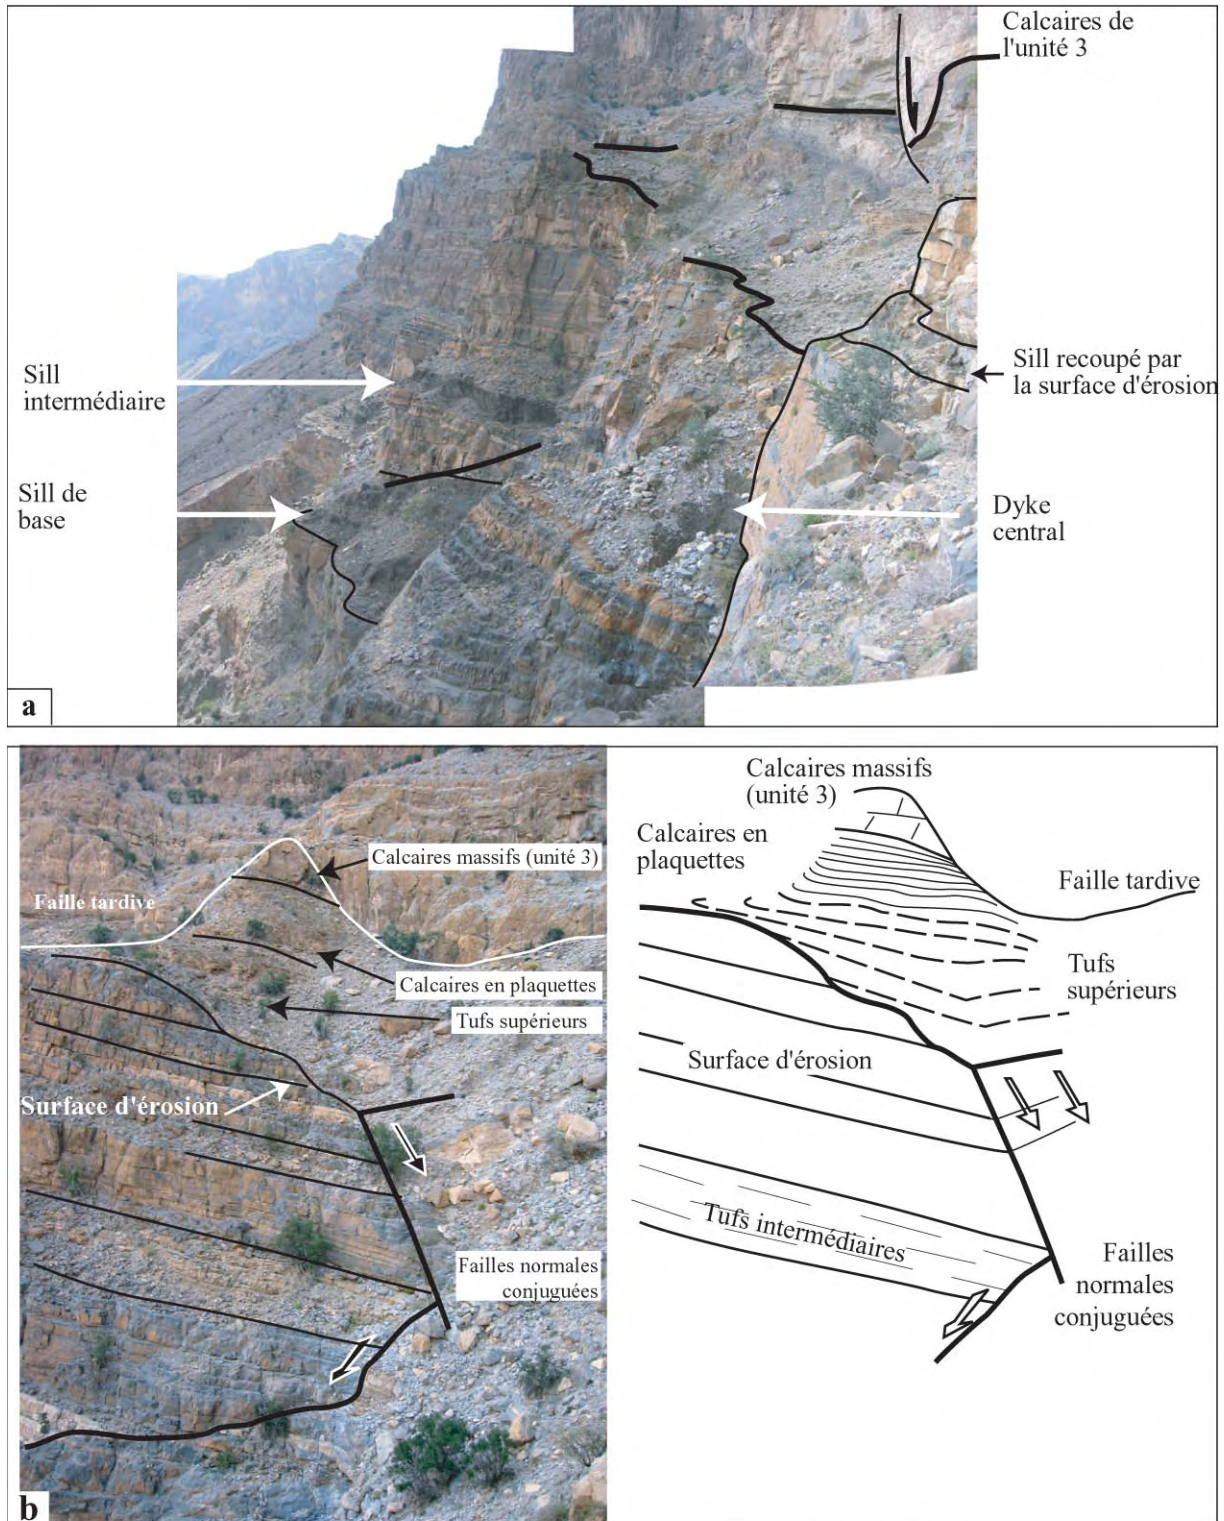 Calcaires de
l'unité 3
Sill
intermédiaire
Sill recoupé par
la surface d'érosion
Sill de
base
Dyke
central
a
Calcaires massifs (unité 3)
Faille tardive
Calcaires en plaquettes
Tufs supérieurs
Surface d'érosion
Failles normales
conjuguées
b
Calcaires massifs
(unité 3)
Calcaires en
plaquettes
Faille tardive
Tufs
supérieurs
Surface d'érosion
Tufs intermédiaires
Failles
normales
conjuguées